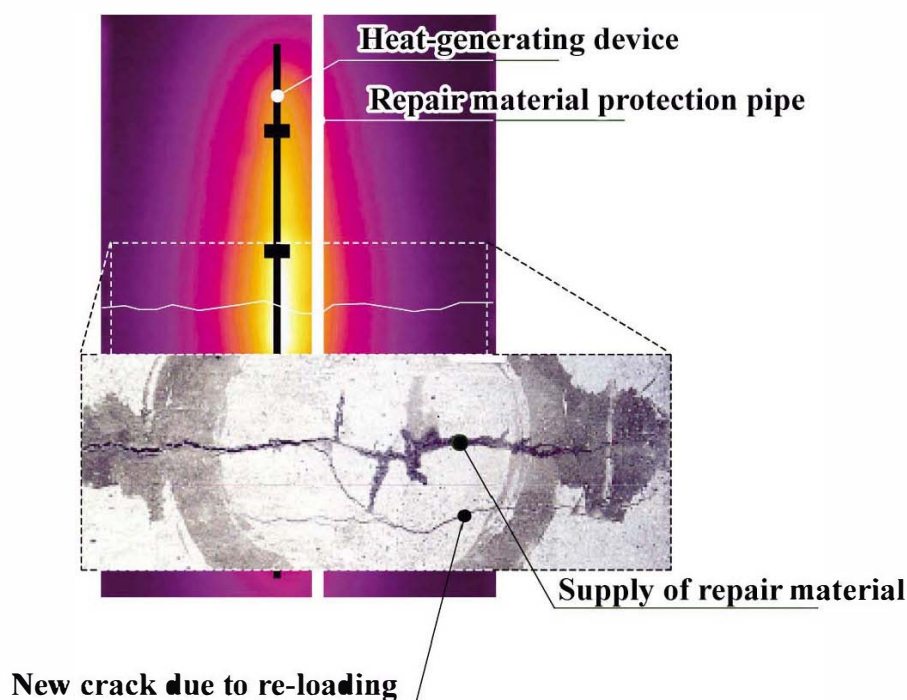 Heat-generating device
Repair material protection pipe
Supply of repair material
New crack due to re-loading